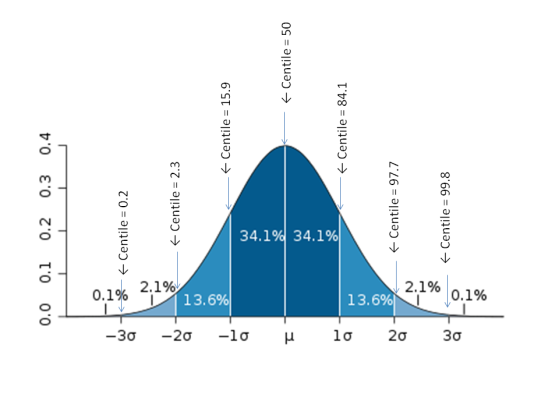 ← Centile = 50
← Centile = 15.9
← Centile = 84.1
← Centile = 2.3
← Centile = 97.7
← Centile = 0.2
← Centile = 99.8
0.4
0.3
0.2
0.1
0.0
34.1% 34.1%
0.1% 2.1% 13.6% 13.6% 2.1% 0.1%
−3σ −2σ −1σ μ 1σ 2σ 3σ